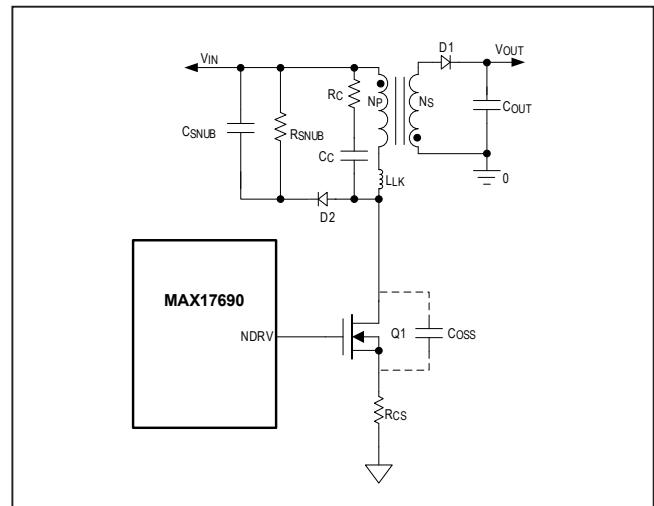 VIN
D1
VOUT
RC
NP
NS
COUT
CSNUB
RSNUB
CC
LLK
0
D2
MAX17690
NDRV
Q1
COSS
RCS